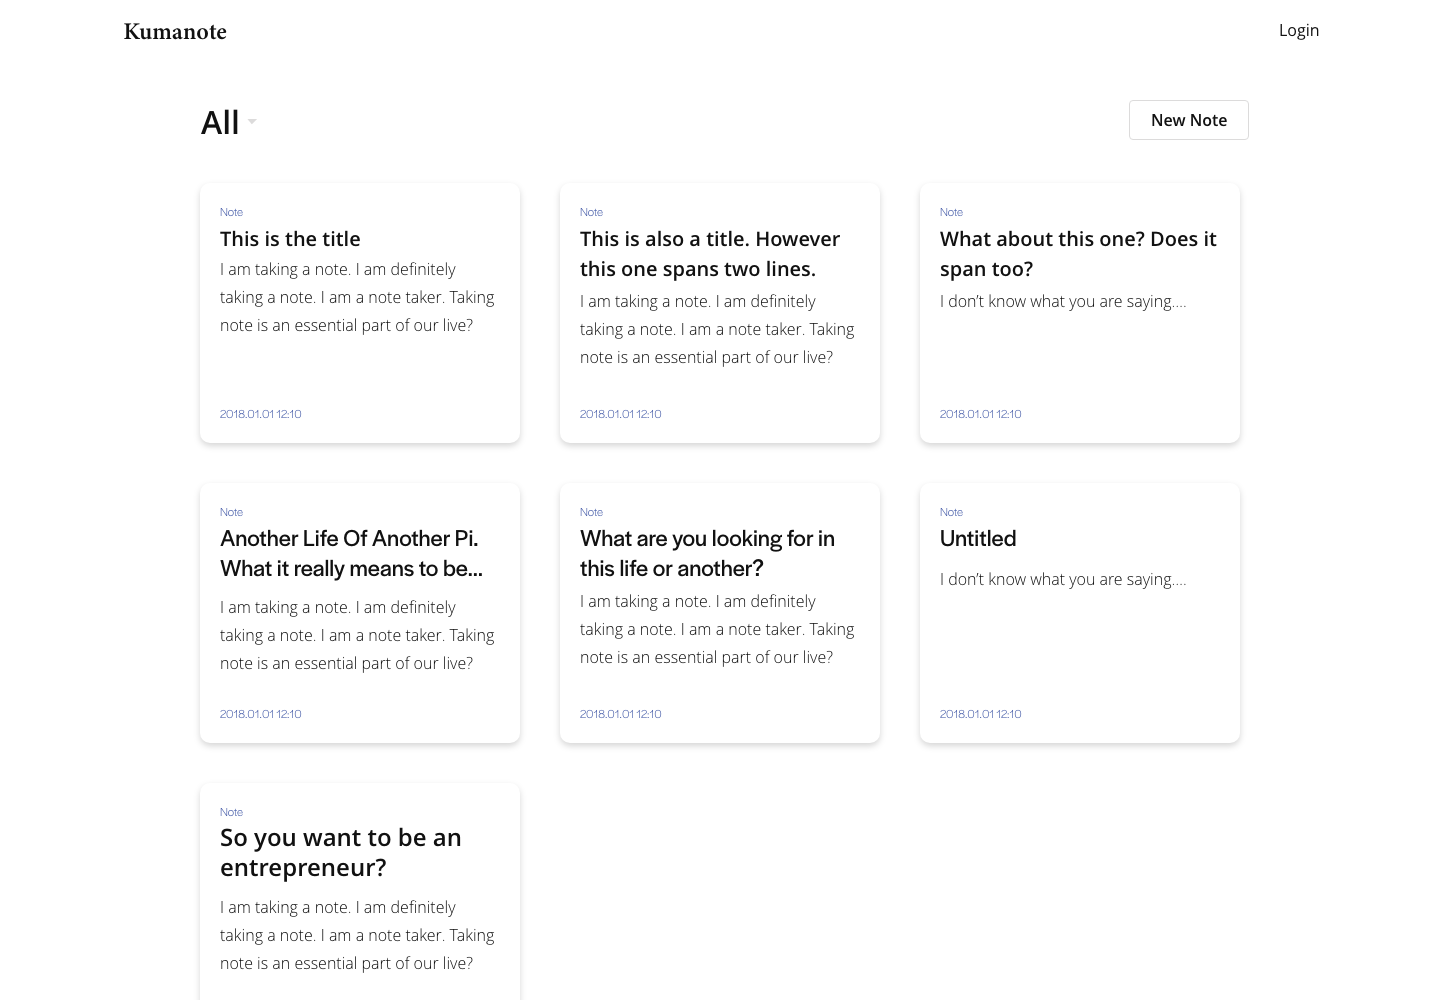 Kumanote
Login
All
New Note
Note
This is the title
I am taking a note. I am definitely
taking a note. I am a note taker. Taking
note is an essential part of our live?
2018.01.01 12:10
Note
This is also a title. However
this one spans two lines.
I am taking a note. I am definitely
taking a note. I am a note taker. Taking
note is an essential part of our live?
2018.01.01 12:10
Note
What about this one? Does it
span too?
I don’t know what you are saying....
2018.01.01 12:10
Note
Another Life Of Another Pi.
What it really means to be...
I am taking a note. I am definitely
taking a note. I am a note taker. Taking
note is an essential part of our live?
2018.01.01 12:10
Note
What are you looking for in
this life or another?
I am taking a note. I am definitely
taking a note. I am a note taker. Taking
note is an essential part of our live?
2018.01.01 12:10
Note
Untitled
I don’t know what you are saying....
2018.01.01 12:10
Note
So you want to be an
entrepreneur?
I am taking a note. I am definitely
taking a note. I am a note taker. Taking
note is an essential part of our live?